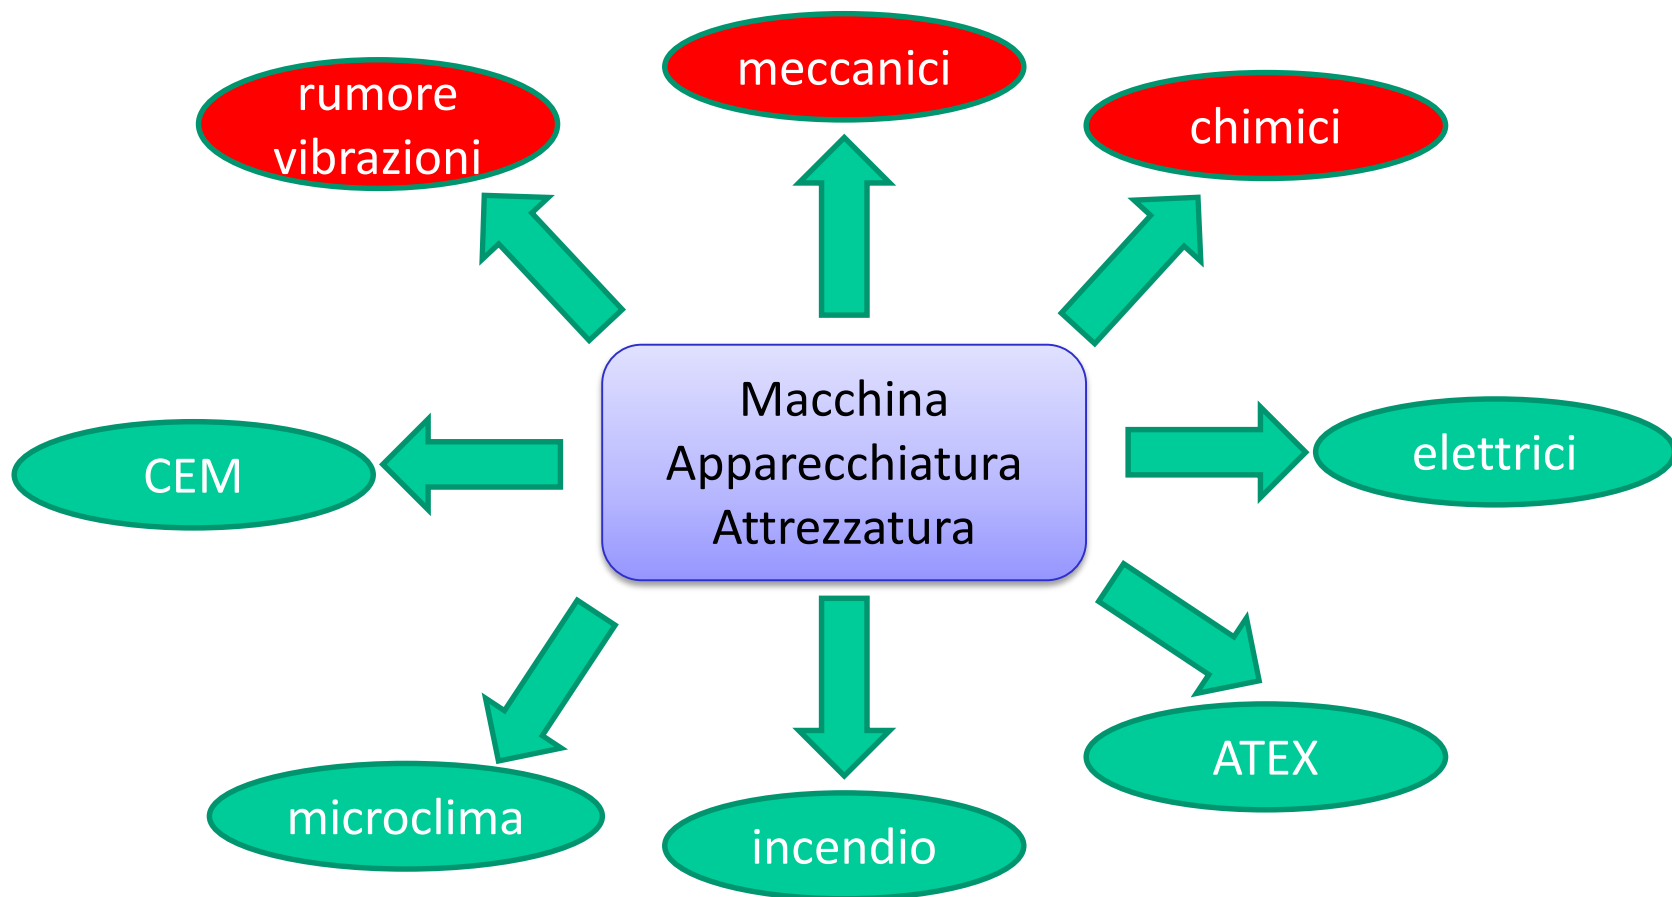 meccanici
rumore
vibrazioni
chimici
Macchina
Apparecchiatura
Attrezzatura
elettrici
CEM
ATEX
microclima
incendio